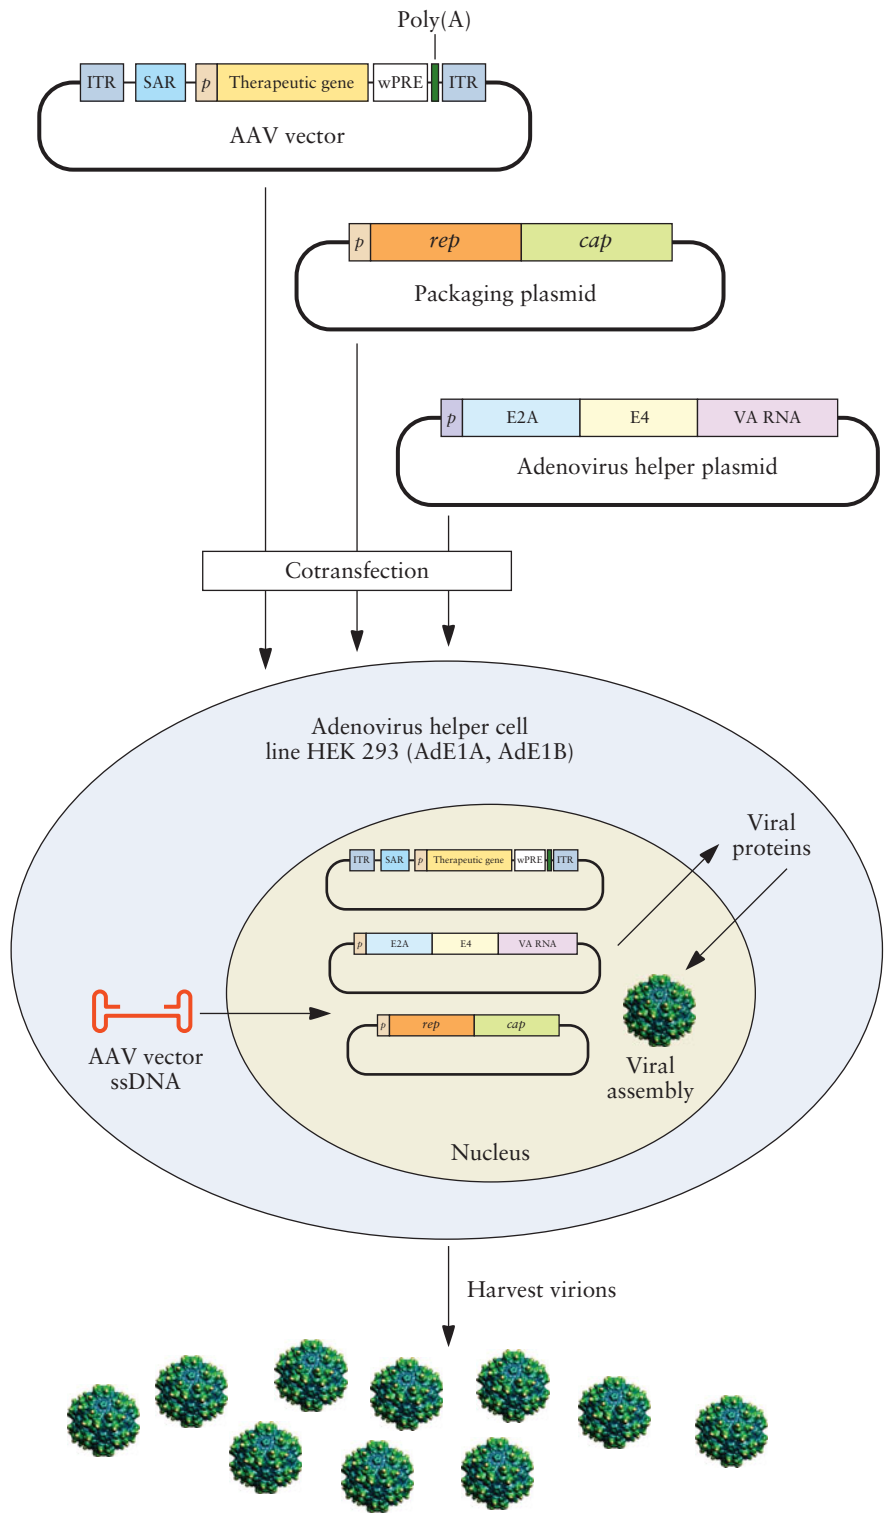 Poly(A)
ITR SAR p Therapeutic gene wPRE ITR
AAV vector
p rep cap
Packaging plasmid
p E2A E4 VA RNA
Adenovirus helper plasmid
Cotransfection
Adenovirus helper cell
line HEK 293 (AdE1A, AdE1B)
Viral
proteins
ITR SAR p Therapeutic gene wPRE ITR
p E2A E4 VA RNA
p rep cap
AAV vector
ssDNA
Viral
assembly
Nucleus
Harvest virions